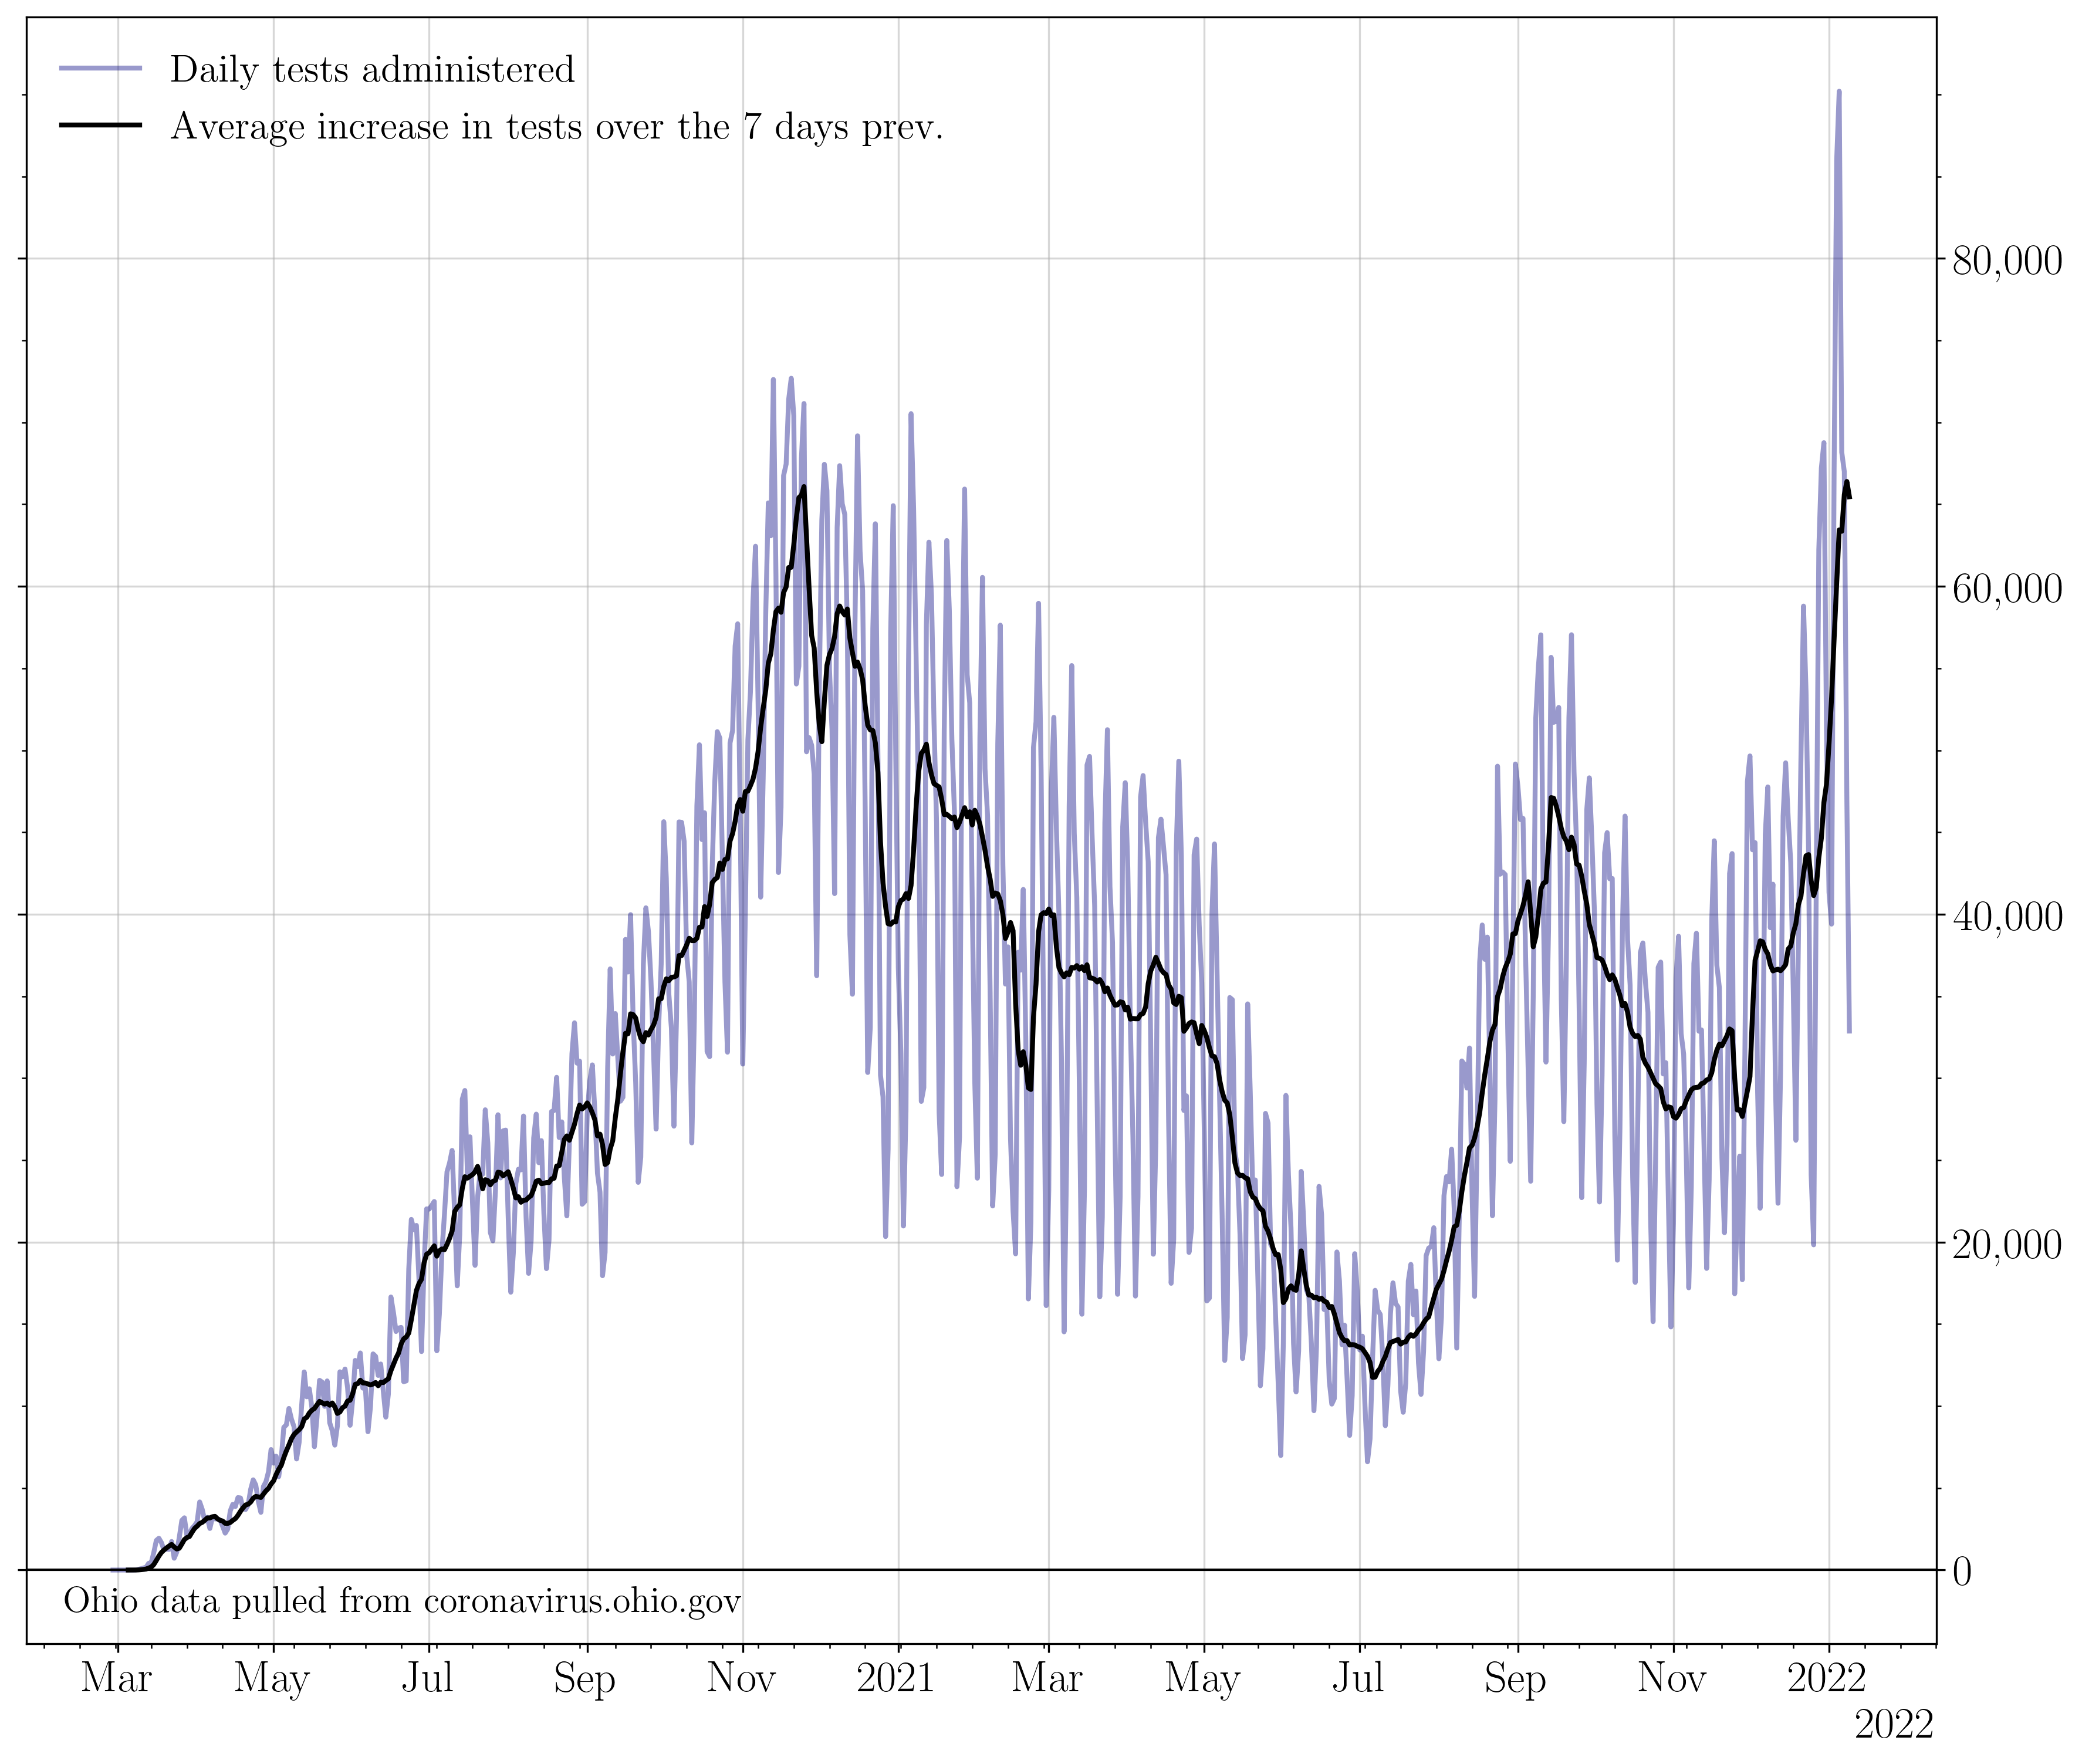 Daily tests administered
Average increase in tests over the 7 days prev.
80,000
60,000
40,000
20,000
0
Ohio data pulled from coronavirus.ohio.gov
Mar May Jul Sep Nov 2021 Mar May Jul Sep Nov 2022
2022